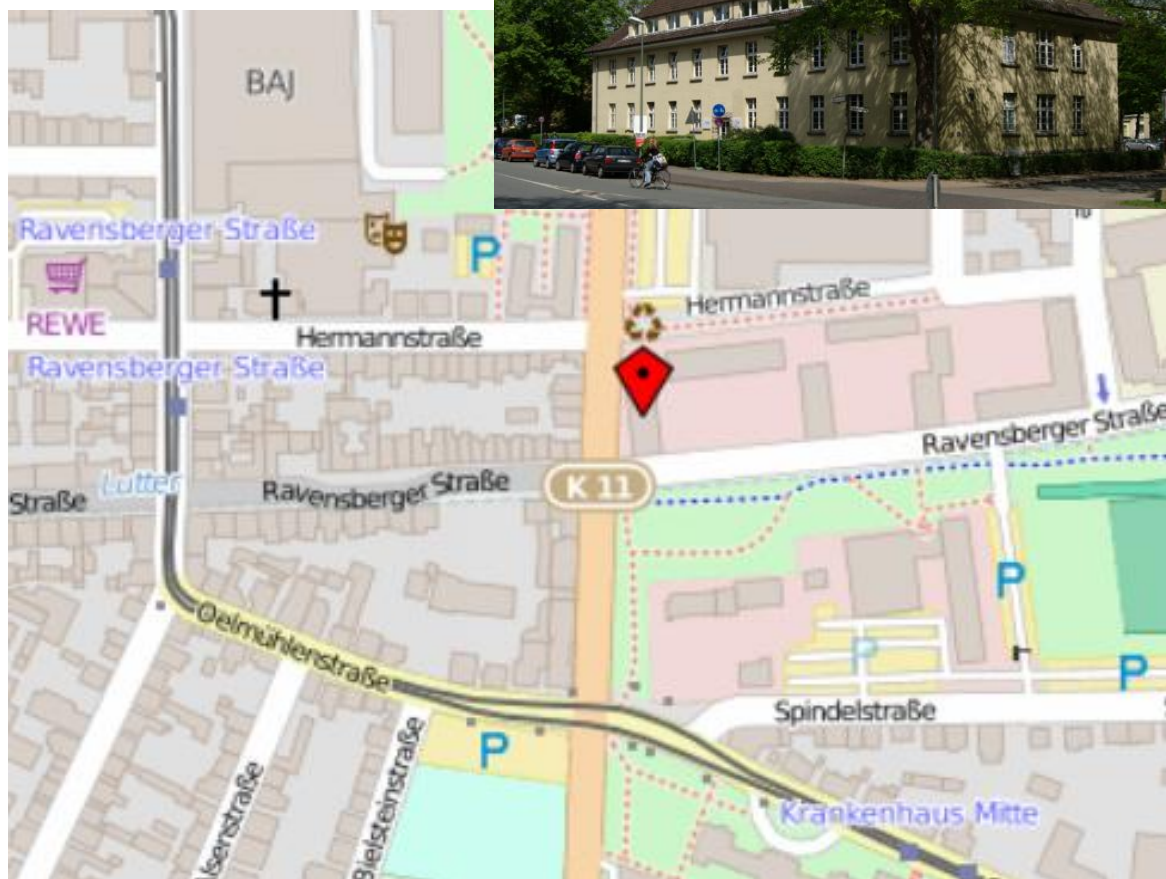 BAJ
Ravensberger Straße
P
REWE
Hermannstraße
Hermannstraße
Ravensberger Straße
Ravensberger Straße
Lutter
Straße
Ravensberger Straße
K 11
P
Oelmühlenstraße
P
P
Spindelstraße
P
Bielsteinstraße
Krankenhaus Mitte